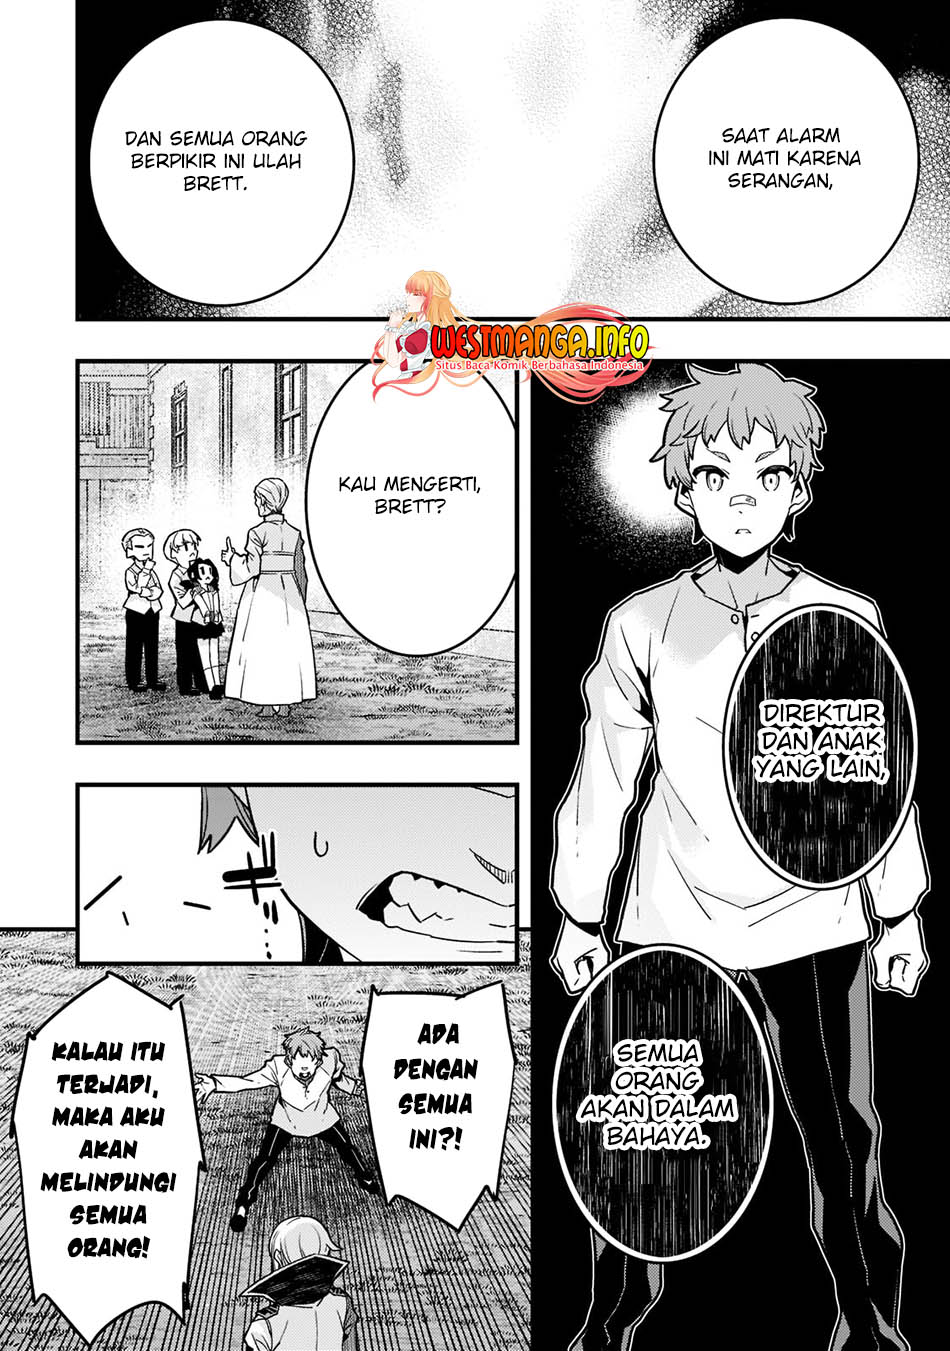 SAAT ALARM
INI MATI KARENA
SERANGAN,
DAN SEMUA ORANG
BERPIKIR INI ULAH
BRETT.
WESTMANGA.INFO
Situs Baca Komik Berbahasa Indonesia
DIREKTUR
DAN ANAK
YANG LAIN,
SEMUA
ORANG
AKAN DALAM
BAHAYA.
KAU MENGERTI,
BRETT?
ADA
DENGAN
SEMUA
INI?!
KALAU ITU
TERJADI,
MAKA AKU
AKAN
MELINDUNGI
SEMUA
ORANG!